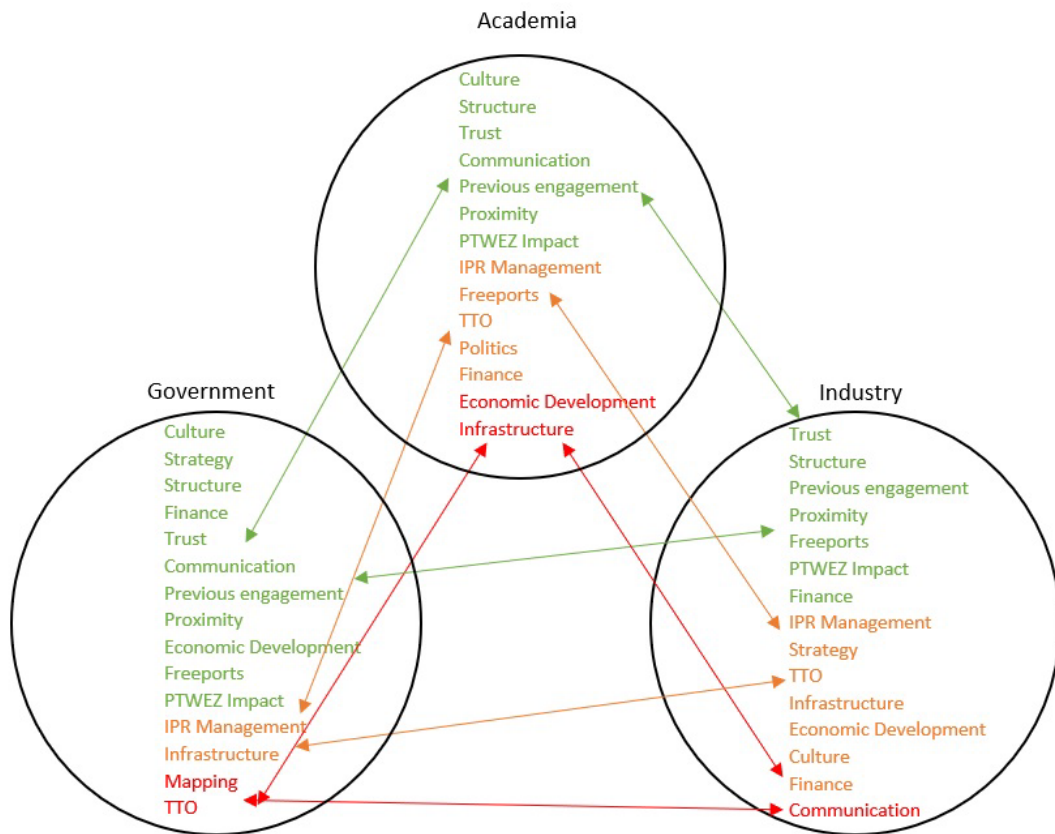 Academia
Culture
Structure
Trust
Communication
Previous engagement
Proximity
PTWEZ Impact
IPR Management
Freeports
TTO
Politics
Finance
Economic Development
Infrastructure
Government
Culture
Strategy
Structure
Finance
Trust
Communication
Previous engagement
Proximity
Economic Development
Freeports
PTWEZ Impact
IPR Management
Infrastructure
Mapping
TTO
Industry
Trust
Structure
Previous engagement
Proximity
Freeports
PTWEZ Impact
Finance
IPR Management
Strategy
TTO
Infrastructure
Economic Development
Culture
Finance
Communication